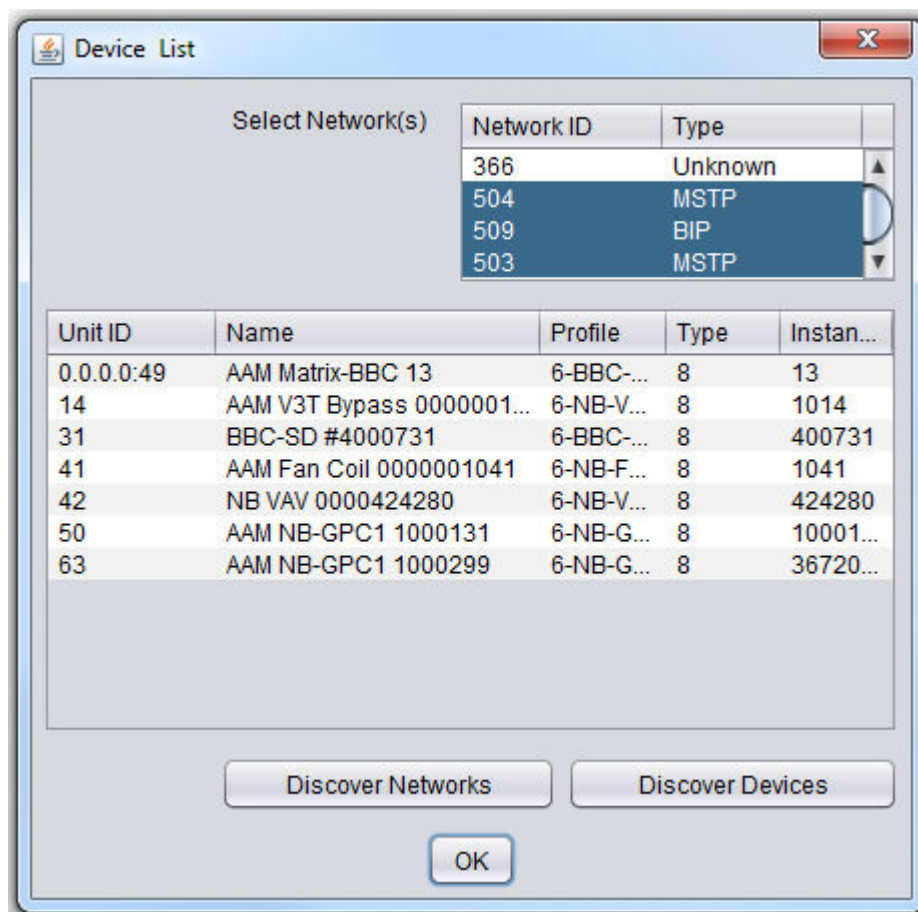 Device List
Select Network(s)
Network ID Type
366 Unknown
504 MSTP
509 BIP
503 MSTP
Unit ID Name Profile Type Instan...
0.0.0.0:49 AAM Matrix-BBC 13 6-BBC-... 8 13
14 AAM V3T Bypass 0000001... 6-NB-V... 8 1014
31 BBC-SD #4000731 6-BBC-... 8 400731
41 AAM Fan Coil 0000001041 6-NB-F... 8 1041
42 NB VAV 0000424280 6-NB-V... 8 424280
50 AAM NB-GPC1 1000131 6-NB-G... 8 10001...
63 AAM NB-GPC1 1000299 6-NB-G... 8 36720...
Discover Networks Discover Devices
OK